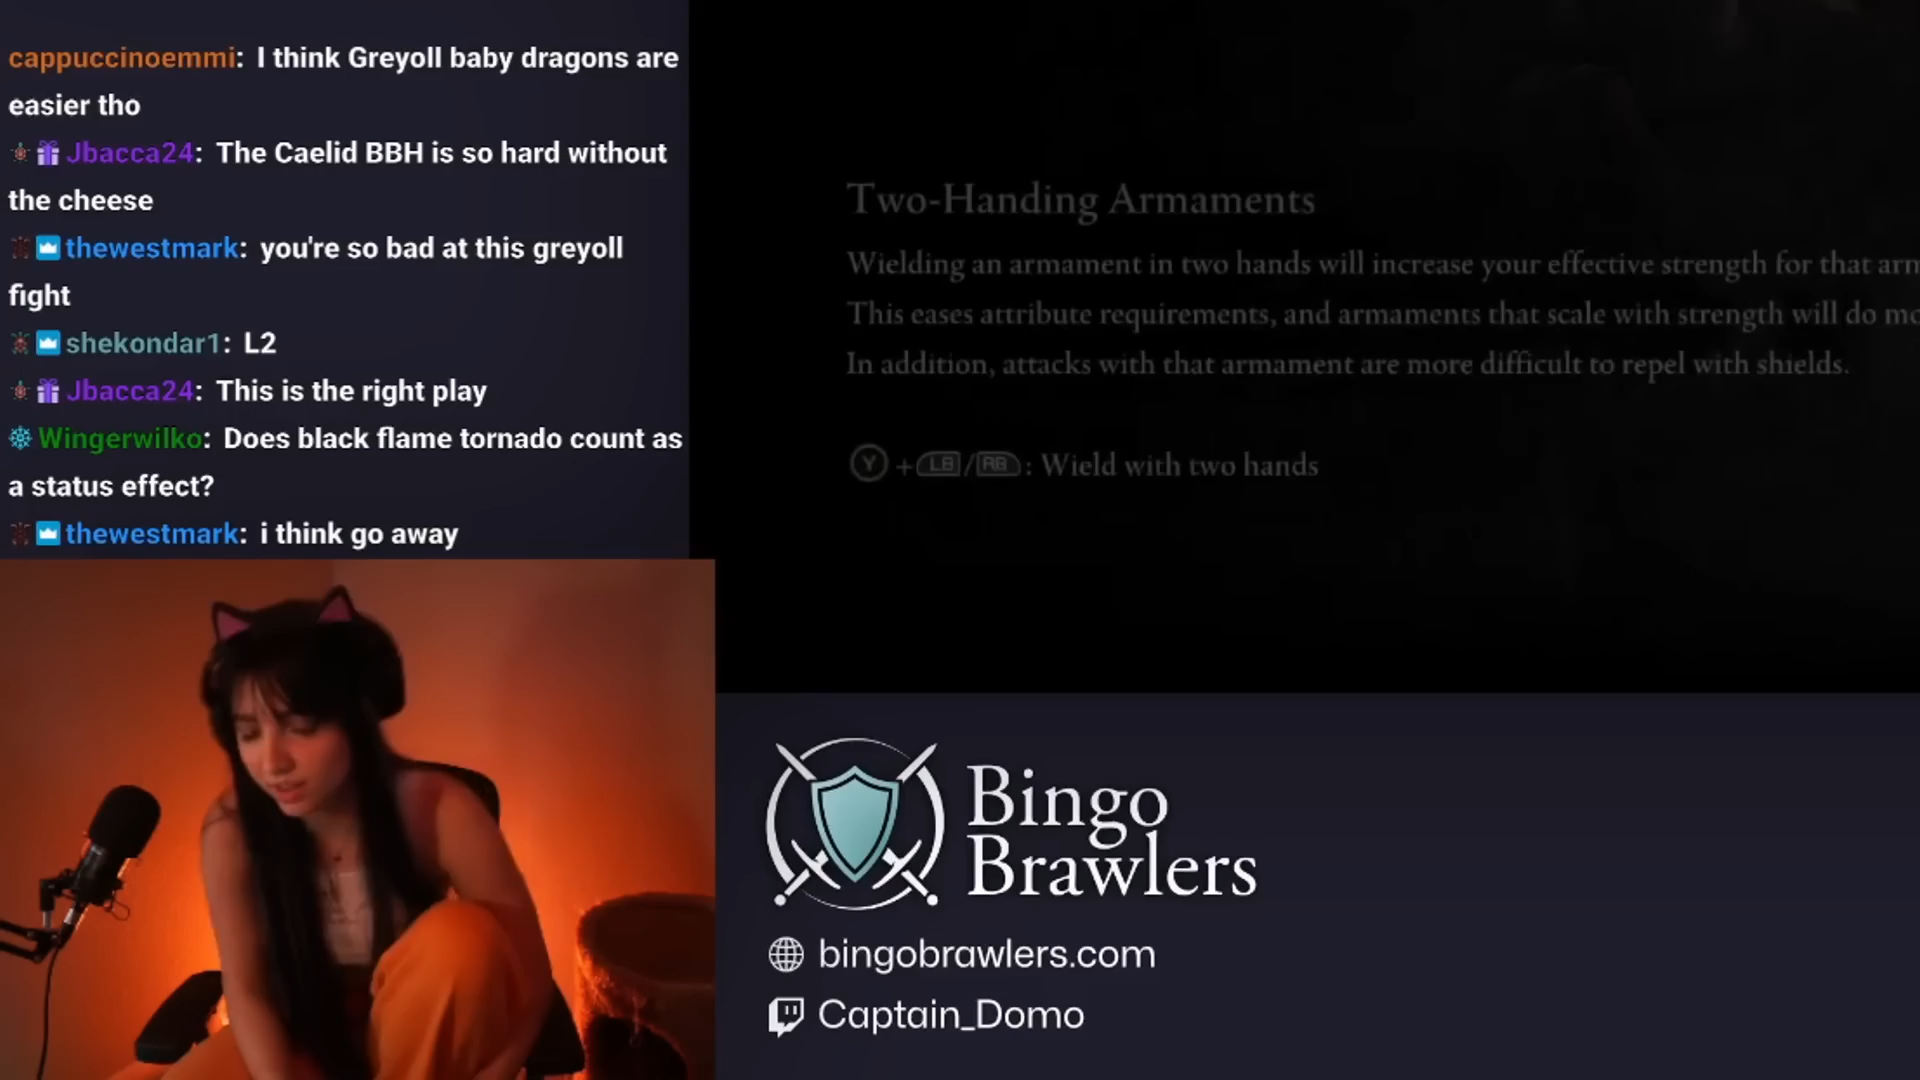 cappuccinoemmi: I think Greyoll baby dragons are
easier tho
Jbacca24: The Caelid BBH is so hard without
the cheese
thewestmark: you're so bad at this greyoll
fight
shekondar1: L2
Jbacca24: This is the right play
Wingerwilko: Does black flame tornado count as
a status effect?
thewestmark: i think go away
Two-Handing Armaments
Wielding an armament in two hands will increase your effective strength for that arm
This eases attribute requirements, and armaments that scale with strength will do mo
In addition, attacks with that armament are more difficult to repel with shields.
Y + LB/RB: Wield with two hands
Bingo
Brawlers
bingobrawlers.com
Captain_Domo